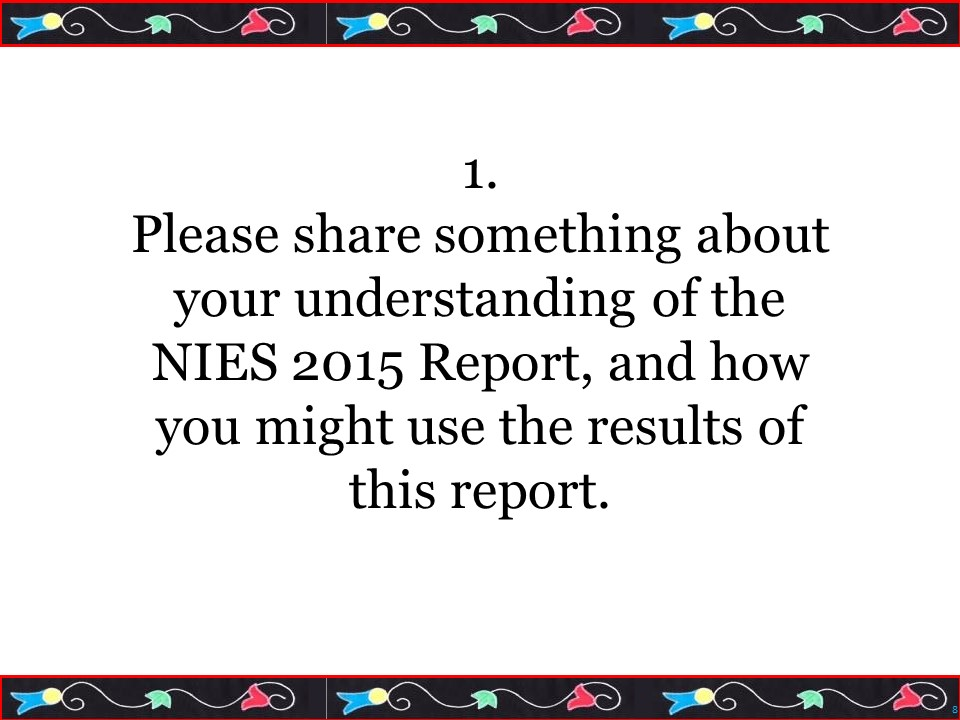 1.
Please share something about
your understanding of the
NIES 2015 Report, and how
you might use the results of
this report.
8